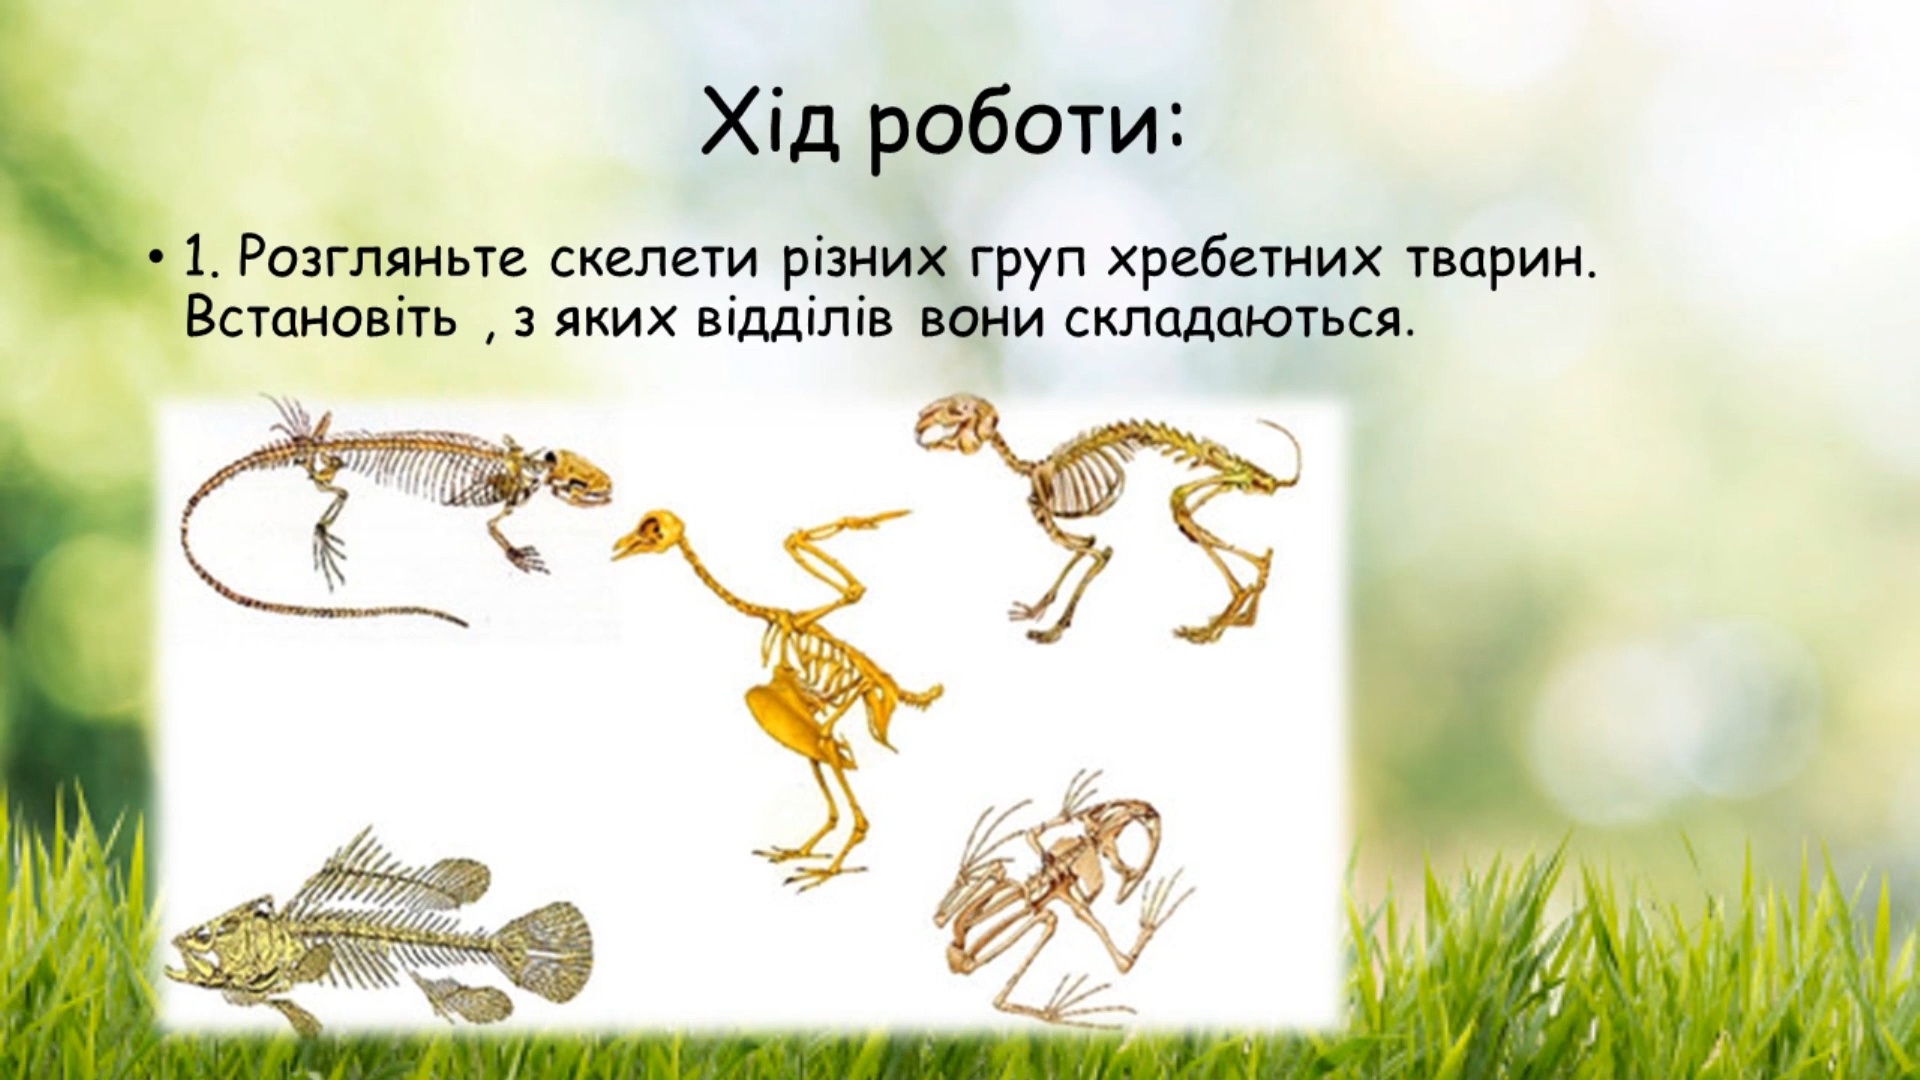 Хід роботи:
• 1. Розгляньте скелети різних груп хребетних тварин.
Встановіть , з яких відділів вони складаються.